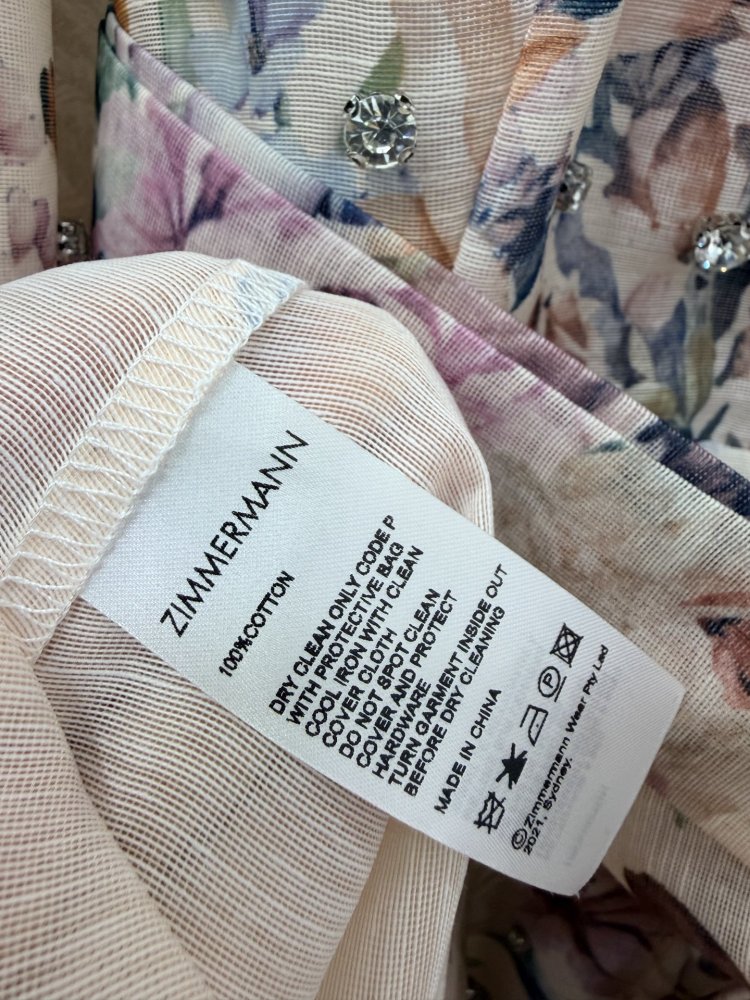 ZIMMERMANN
100%COTTON
DRY CLEAN ONLY CODE P
WITH PROTECTIVE BAG
COOL IRON WITH CLEAN
COVER CLOTH
DO NOT SPOT CLEAN
COVER AND PROTECT
HARDWARE
TURN GARMENT INSIDE OUT
BEFORE DRY CLEANING
MADE IN CHINA
P
©Zimmermann Wear Pty Lad
2021, Sydney.